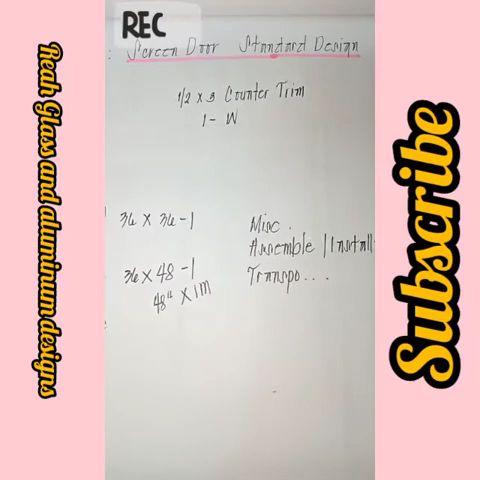 REC
: Screen Door Standard Design
1/2 x 3 Counter Trim
1 - W
36 x 36 - 1
Misc.
Assemble / Install
36 x 48 - 1
Transpo...
48" x 1M
Reah Glass and aluminum designs
Subscribe